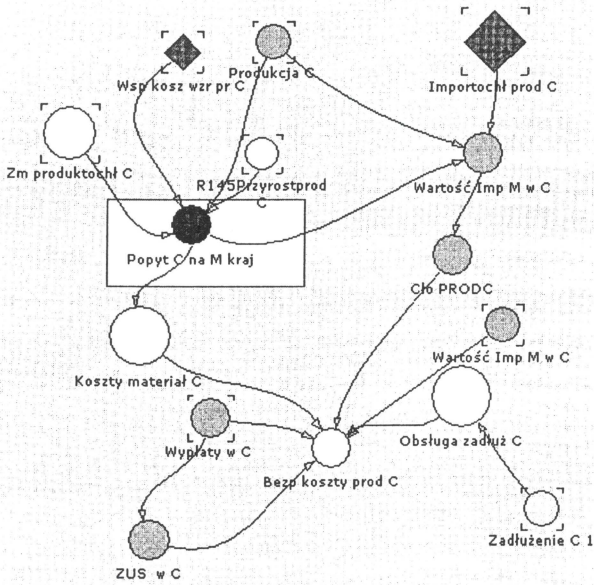 Wsp kosz wzr pr C
Produkcja C
Importochł prod C
Zm produktochł C
R145Przyrostprod
C
Wartość Imp M w C
Popyt C na M kraj
Cło PRODC
Koszty materiał C
Wartość Imp M w C
Wypłaty w C
Obsługa zadłuż C
Bezp koszty prod C
Zadłużenie C 1
ZUS w C